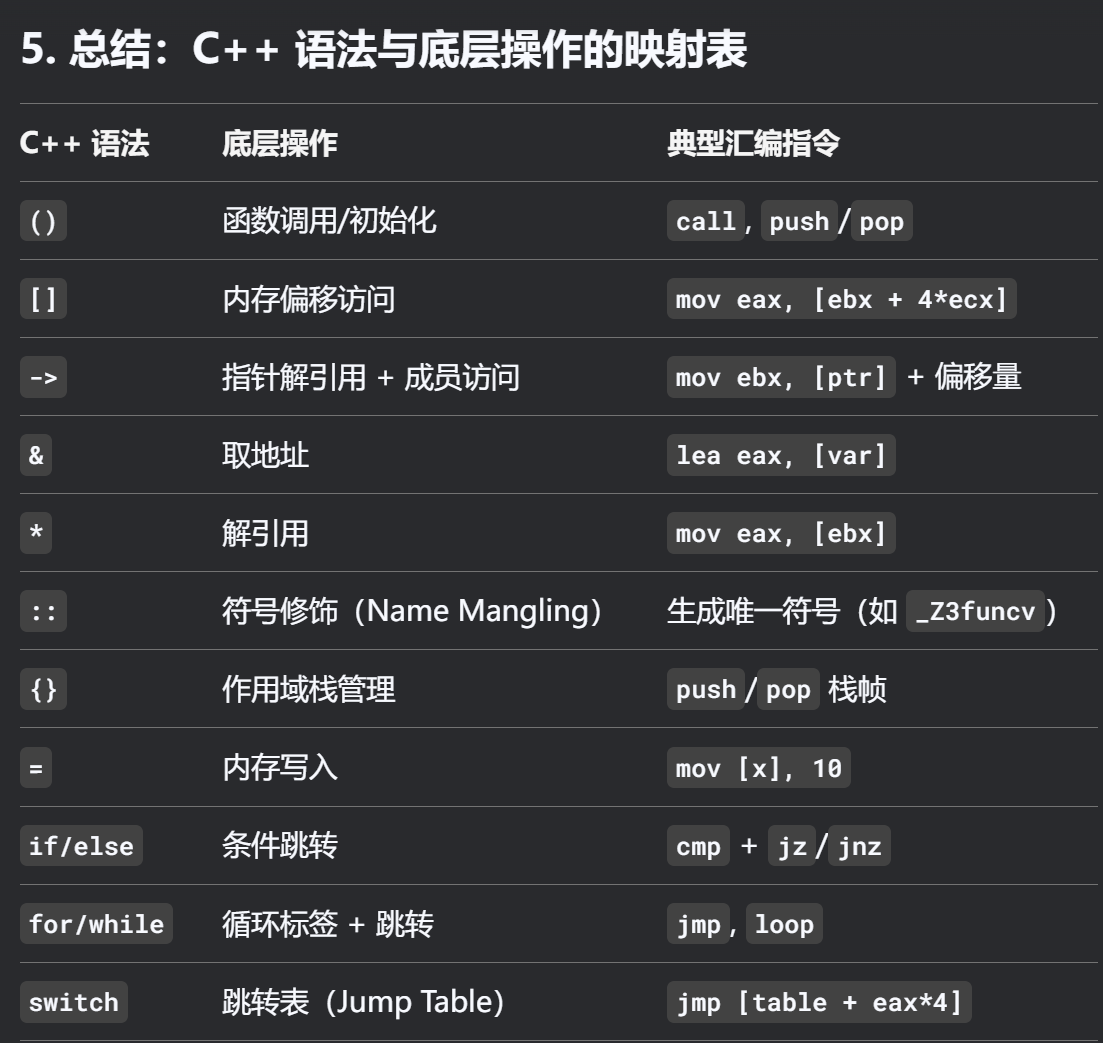 5. 总结：C++ 语法与底层操作的映射表
C++ 语法 底层操作 典型汇编指令
() 函数调用/初始化 call, push/pop
[] 内存偏移访问 mov eax, [ebx + 4*ecx]
-> 指针解引用 + 成员访问 mov ebx, [ptr] + 偏移量
& 取地址 lea eax, [var]
* 解引用 mov eax, [ebx]
:: 符号修饰（Name Mangling） 生成唯一符号（如 _Z3funcv）
{} 作用域栈管理 push/pop 栈帧
= 内存写入 mov [x], 10
if/else 条件跳转 cmp + jz/jnz
for/while 循环标签 + 跳转 jmp, loop
switch 跳转表（Jump Table） jmp [table + eax*4]